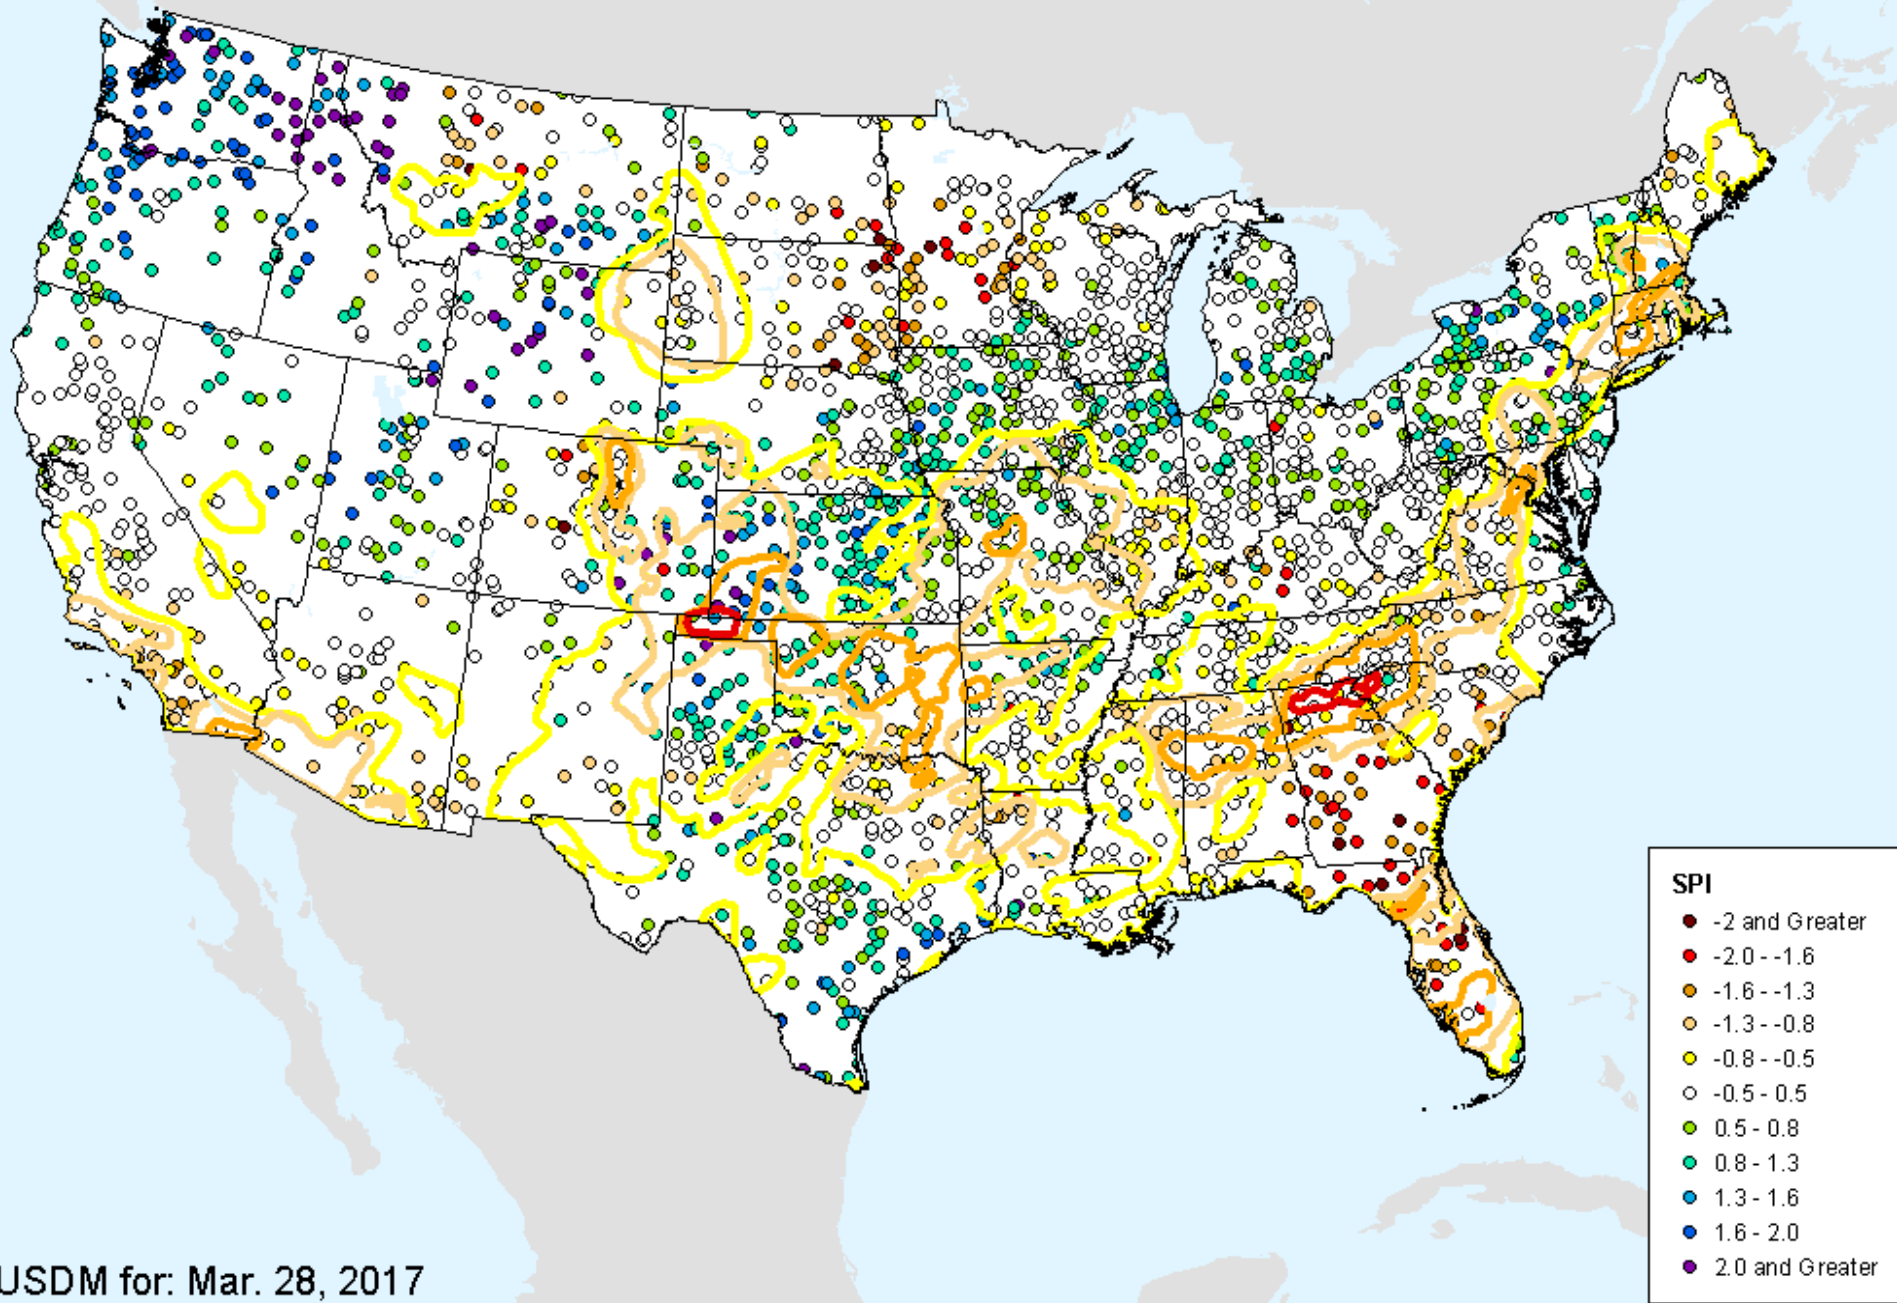 SPI
-2 and Greater
-2.0 - -1.6
-1.6 - -1.3
-1.3 - -0.8
-0.8 - -0.5
-0.5 - 0.5
0.5 - 0.8
0.8 - 1.3
1.3 - 1.6
1.6 - 2.0
2.0 and Greater
USDM for: Mar. 28, 2017